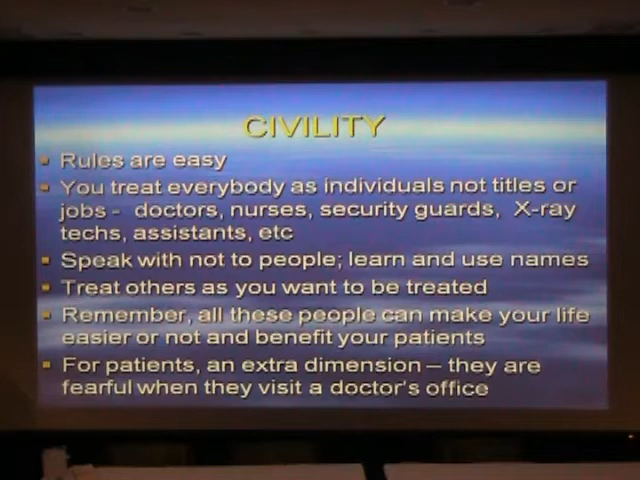 CIVILITY
Rules are easy
You treat everybody as individuals not titles or
jobs - doctors, nurses, security guards, X-ray
techs, assistants, etc
Speak with not to people; learn and use names
Treat others as you want to be treated
Remember, all these people can make your life
easier or not and benefit your patients
For patients, an extra dimension – they are
fearful when they visit a doctor's office